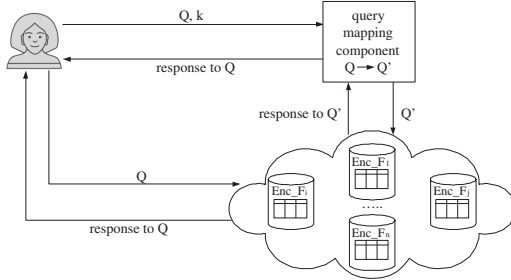 Q, k
query
mapping
component
Q → Q’
response to Q
response to Q’
Q’
Enc_F1
Q
Enc_Fi
Enc_Fj
.....
response to Q
Enc_Fn